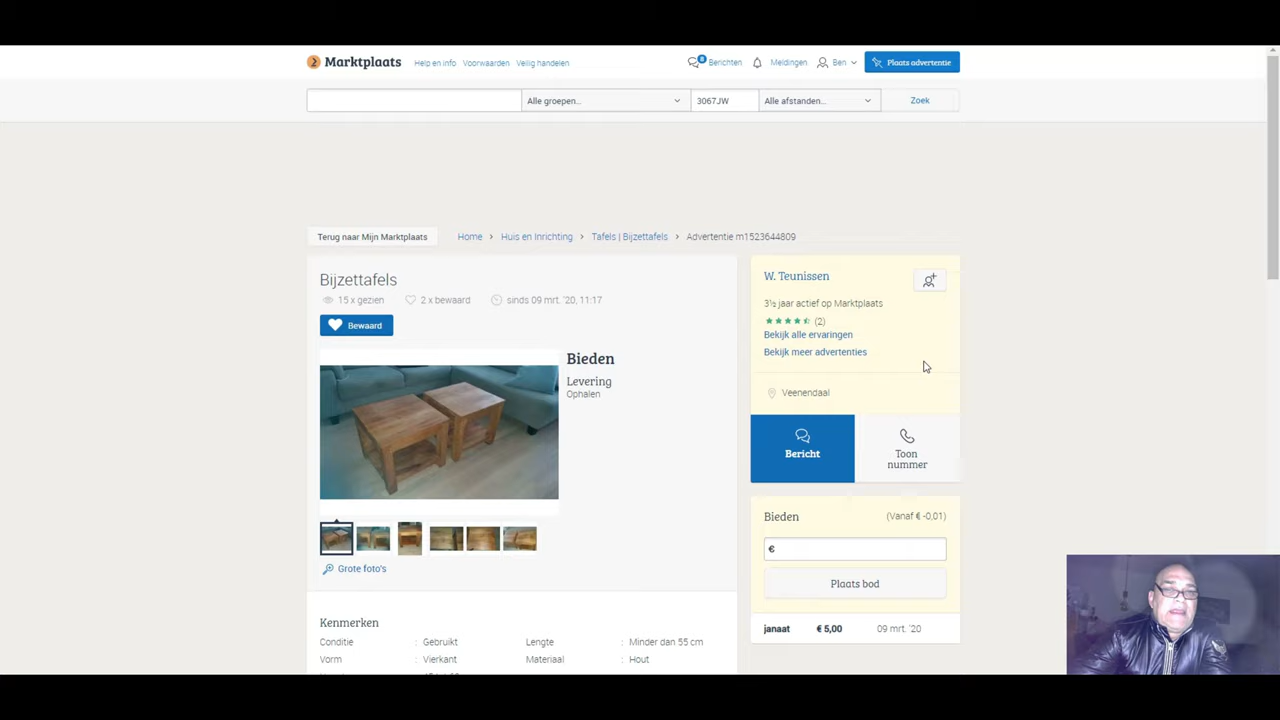 Marktplaats Help en info Voorwaarden Veilig handelen 8 Berichten Meldingen Ben Plaats advertentie
Alle groepen... 3067JW Alle afstanden... Zoek
Terug naar Mijn Marktplaats Home > Huis en Inrichting > Tafels | Bijzettafels > Advertentie m1523644809
Bijzettafels
15 x gezien 2 x bewaard sinds 09 mrt. '20, 11:17
Bewaard
Bieden
Levering
Ophalen
Grote foto's
Kenmerken
Conditie : Gebruikt Lengte : Minder dan 55 cm
Vorm : Vierkant Materiaal : Hout
W. Teunissen
3½ jaar actief op Marktplaats
(2)
Bekijk alle ervaringen
Bekijk meer advertenties
Veenendaal
Bericht
Toon
nummer
Bieden (Vanaf € -0,01)
€
Plaats bod
janaat € 5,00 09 mrt. '20